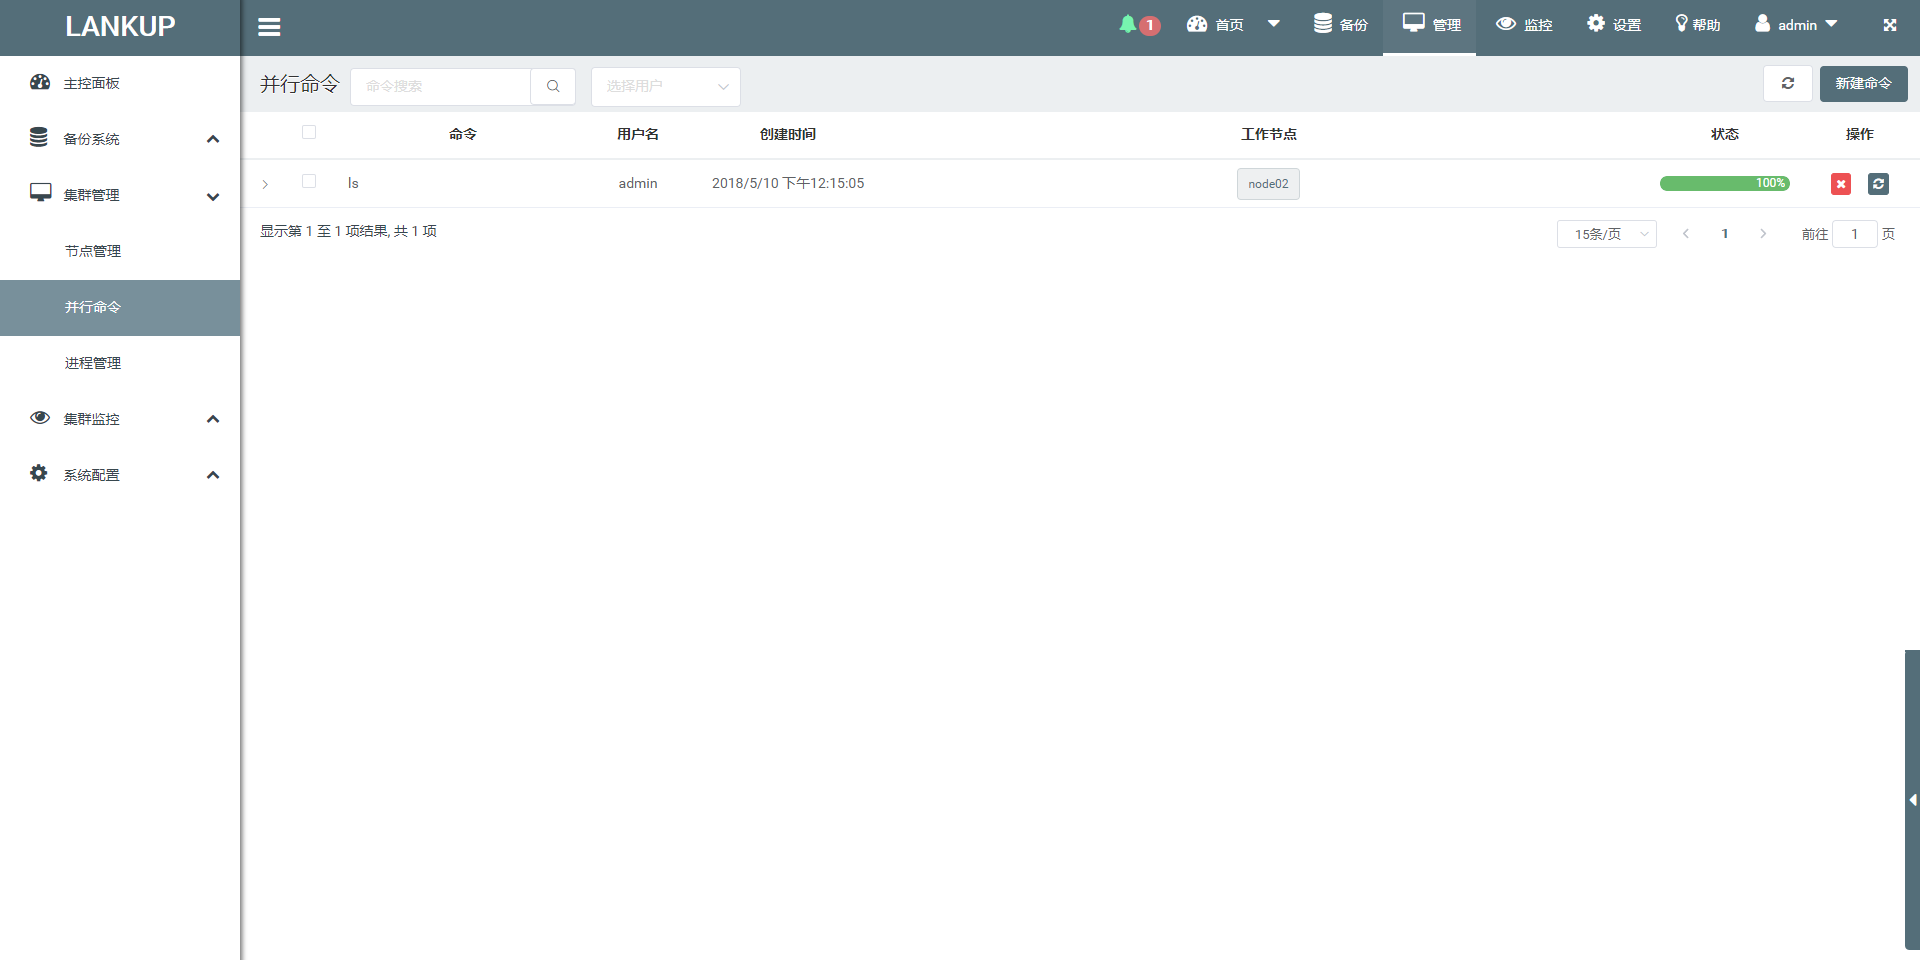 LANKUP
1 首页 备份 管理 监控 设置 帮助 admin
主控面板
备份系统
集群管理
节点管理
并行命令
进程管理
集群监控
系统配置
并行命令 命令搜索 选择用户 新建命令
命令 用户名 创建时间 工作节点 状态 操作
ls admin 2018/5/10 下午12:15:05 node02 100%
显示第 1 至 1 项结果, 共 1 项 15条/页 1 前往 1 页